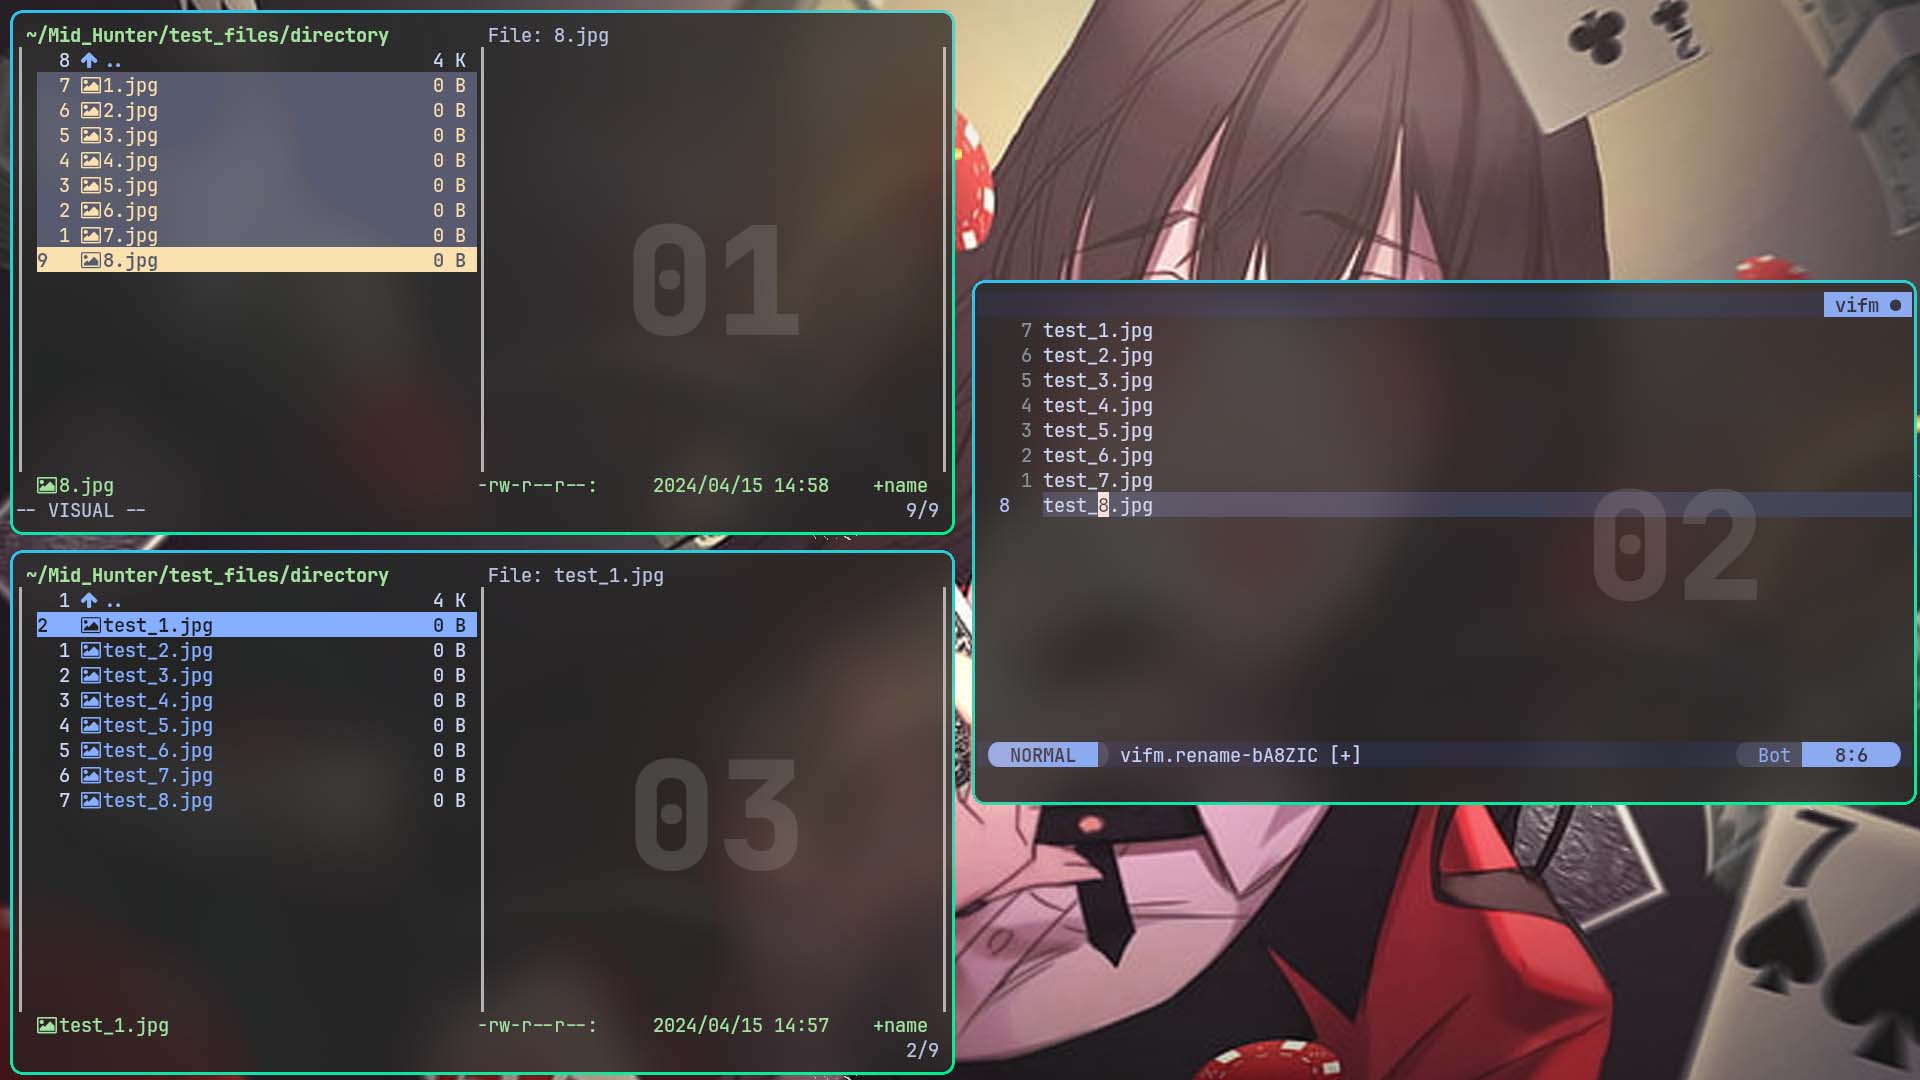 ~/Mid_Hunter/test_files/directory File: 8.jpg
8 .. 4 K
7 1.jpg 0 B
6 2.jpg 0 B
5 3.jpg 0 B
4 4.jpg 0 B
3 5.jpg 0 B
2 6.jpg 0 B
1 7.jpg 0 B
9 8.jpg 0 B
01
8.jpg -rw-r--r--: 2024/04/15 14:58 +name
-- VISUAL -- 9/9
vifm ●
7 test_1.jpg
6 test_2.jpg
5 test_3.jpg
4 test_4.jpg
3 test_5.jpg
2 test_6.jpg
1 test_7.jpg
8 test_8.jpg
02
NORMAL vifm.rename-bA8ZIC [+] Bot 8:6
~/Mid_Hunter/test_files/directory File: test_1.jpg
1 .. 4 K
2 test_1.jpg 0 B
1 test_2.jpg 0 B
2 test_3.jpg 0 B
3 test_4.jpg 0 B
4 test_5.jpg 0 B
5 test_6.jpg 0 B
6 test_7.jpg 0 B
7 test_8.jpg 0 B
03
test_1.jpg -rw-r--r--: 2024/04/15 14:57 +name
2/9
7